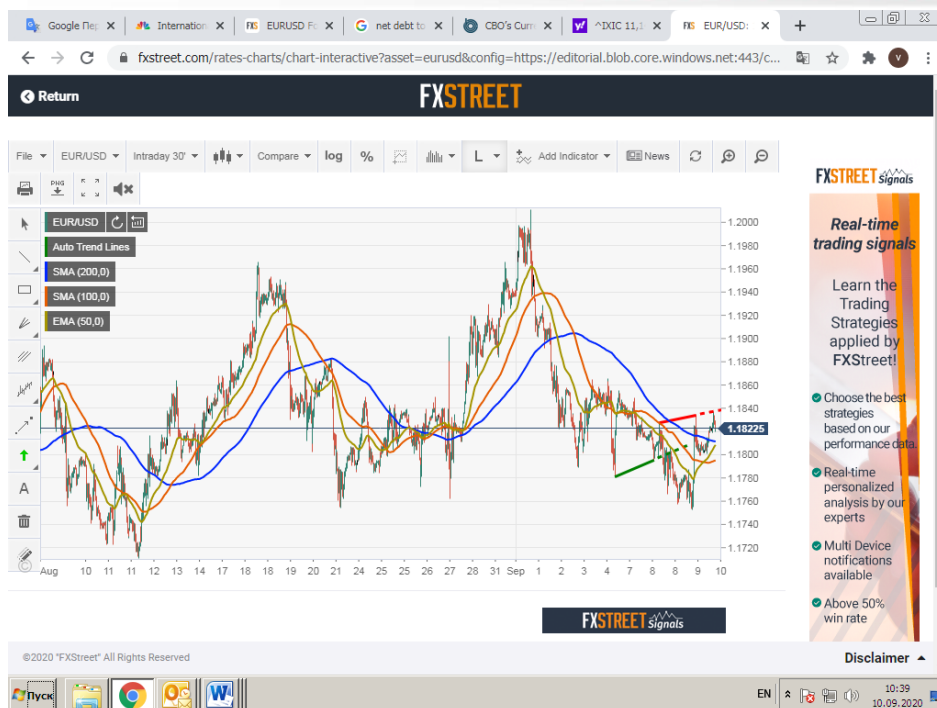 Google Пер
Internation
EURUSD Fo
net debt to
CBO's Curr
^IXIC 11,1
EUR/USD:
fxstreet.com/rates-charts/chart-interactive?asset=eurusd&config=https://editorial.blob.core.windows.net:443/c...
Return
FXSTREET
File EUR/USD Intraday 30' Compare log % L Add Indicator News
PNG
FXSTREET Signals
EUR/USD
Auto Trend Lines
SMA (200,0)
SMA (100,0)
EMA (50,0)
A
1.2000
1.1980
1.1960
1.1940
1.1920
1.1900
1.1880
1.1860
1.1840
1.18225
1.1800
1.1780
1.1760
1.1740
1.1720
Aug 10 11 11 12 13 14 17 18 18 19 20 21 24 25 25 26 27 28 31 Sep 1 2 3 4 7 8 8 9 10
Real-time
trading signals
Learn the
Trading
Strategies
applied by
FXStreet!
Choose the best
strategies
based on our
performance data.
Real-time
personalized
analysis by our
experts
Multi Device
notifications
available
Above 50%
win rate
FXSTREET Signals
©2020 "FXStreet" All Rights Reserved
Disclaimer
Пуск
EN
10:39
10.09.2020